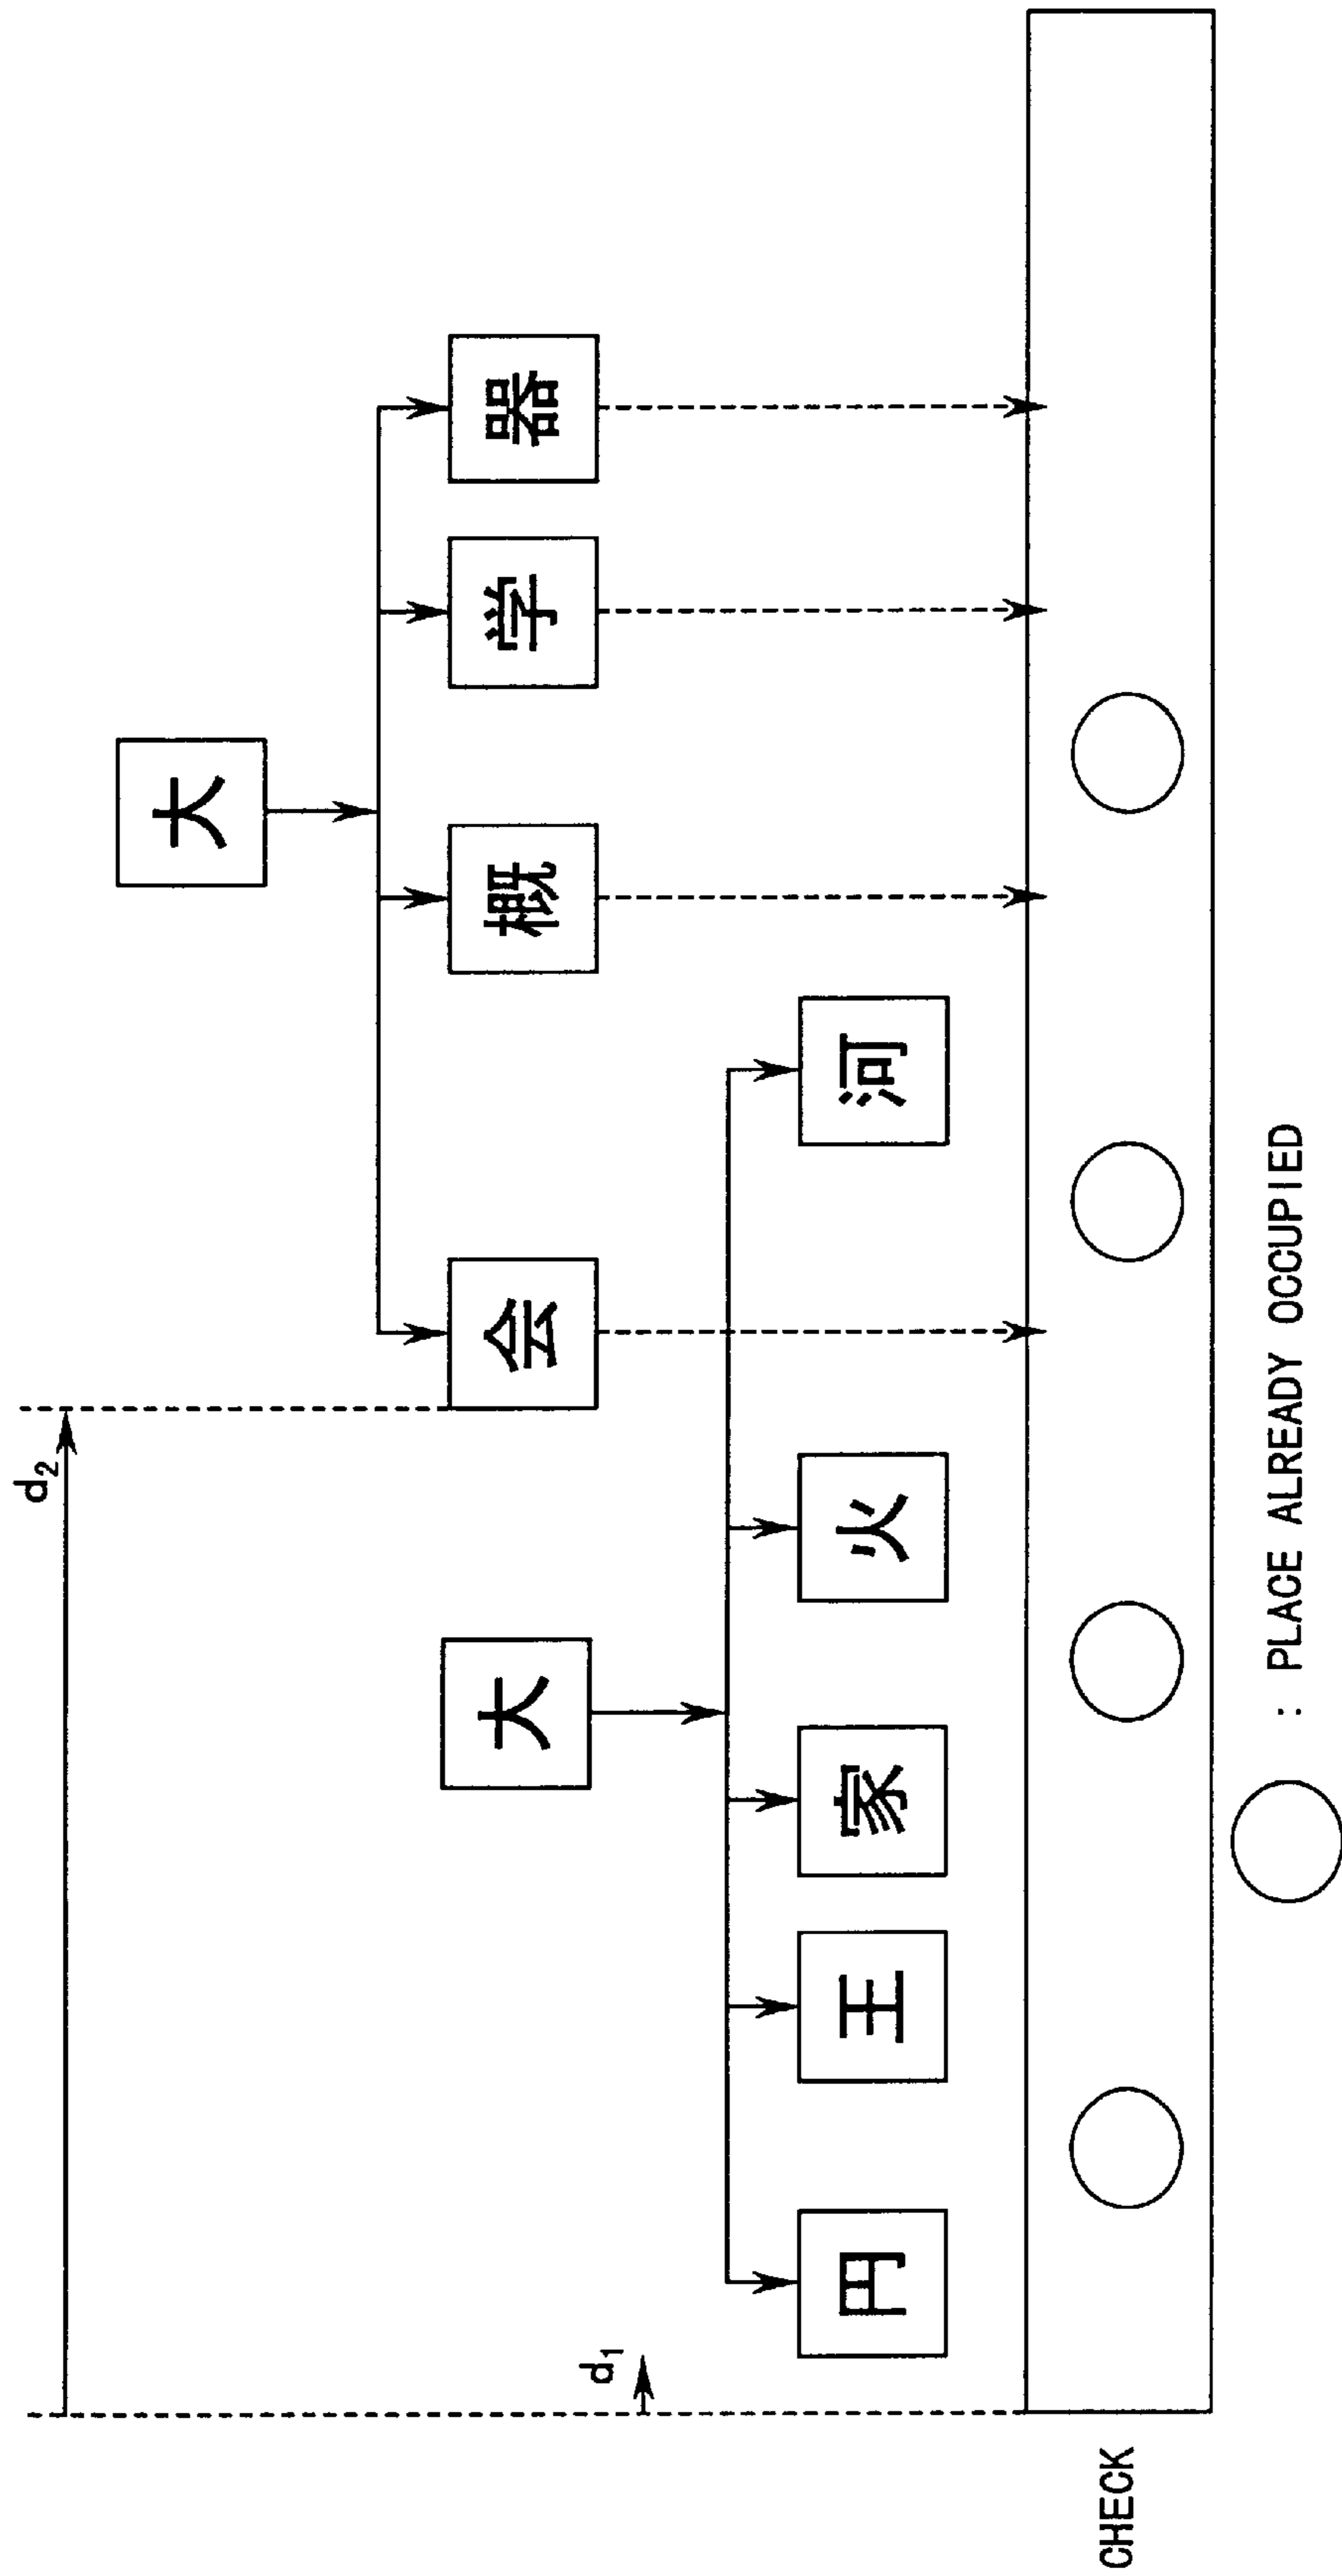 d₂
大
会 概 学 器
d₁
大
円 王 家 火 河
CHECK
: PLACE ALREADY OCCUPIED